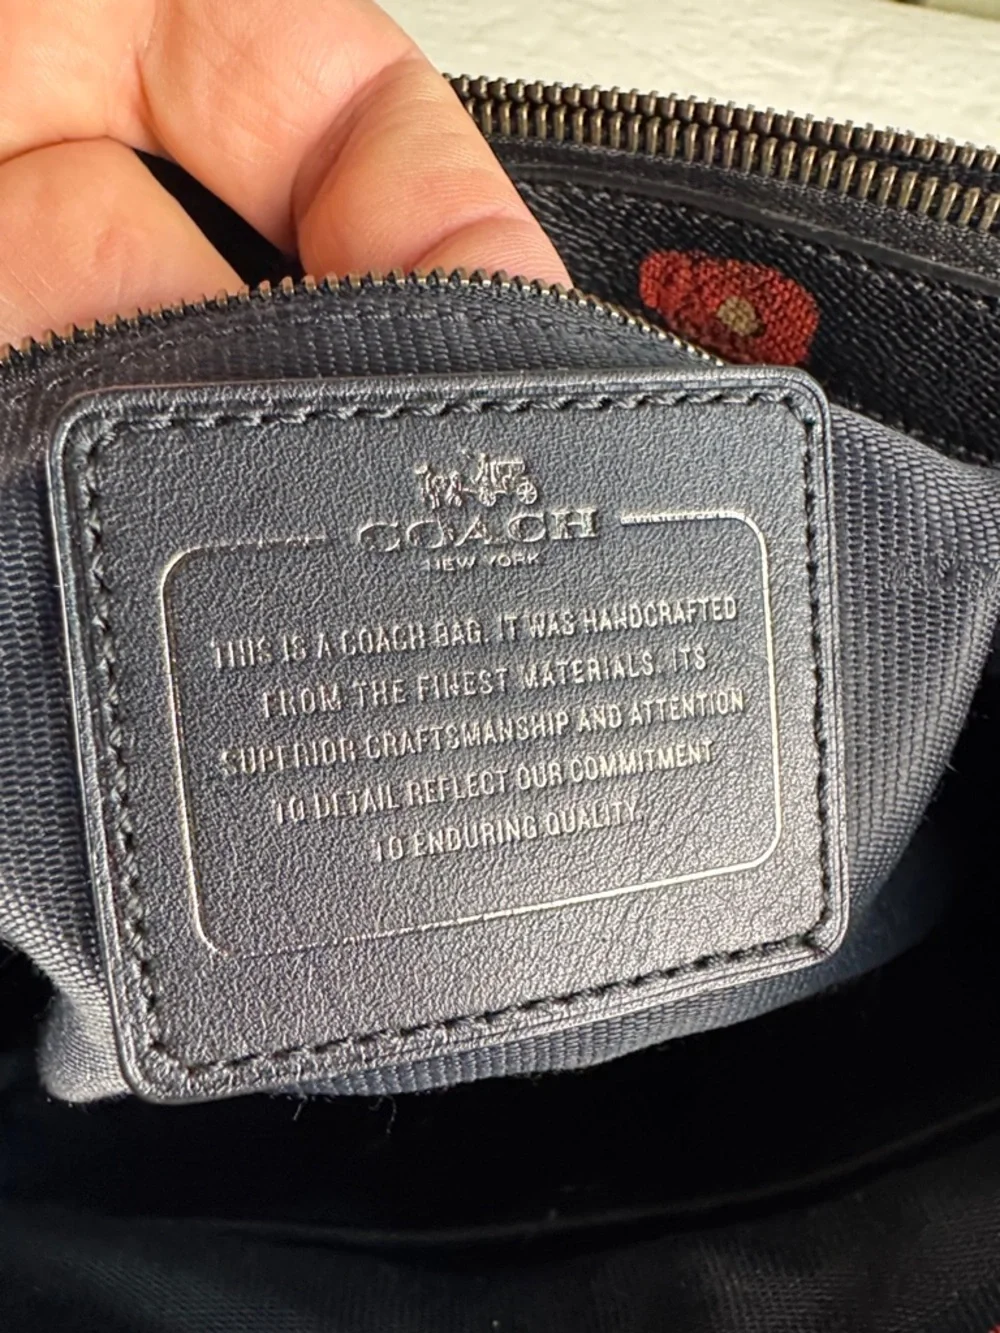 COACH
NEW YORK
THIS IS A COACH BAG. IT WAS HANDCRAFTED
FROM THE FINEST MATERIALS. ITS
SUPERIOR CRAFTSMANSHIP AND ATTENTION
TO DETAIL REFLECT OUR COMMITMENT
TO ENDURING QUALITY.